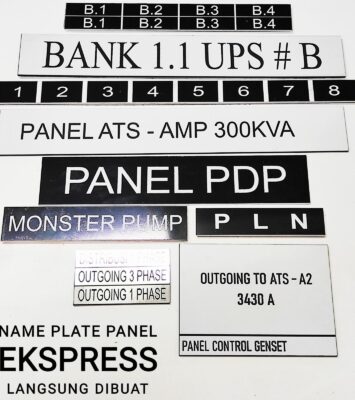 B.1 B.2 B.3 B.4
B.1 B.2 B.3 B.4
BANK 1.1 UPS # B
1 2 3 4 5 6 7 8
PANEL ATS - AMP 300KVA
PANEL PDP
MONSTER PUMP
P L N
DISTRIBUSI PHASE
OUTGOING 3 PHASE
OUTGOING 1 PHASE
OUTGOING TO ATS - A2
3430 A
PANEL CONTROL GENSET
NAME PLATE PANEL
EKSPRESS
LANGSUNG DIBUAT